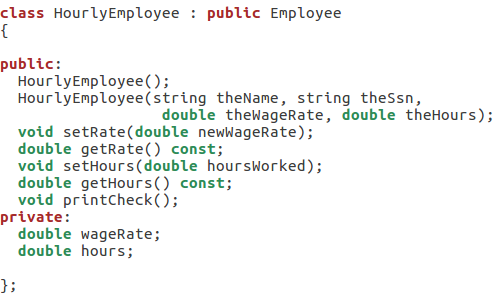 class HourlyEmployee : public Employee
{

public:
  HourlyEmployee();
  HourlyEmployee(string theName, string theSsn,
                   double theWageRate, double theHours);
  void setRate(double newWageRate);
  double getRate() const;
  void setHours(double hoursWorked);
  double getHours() const;
  void printCheck();
private:
  double wageRate;
  double hours;

};